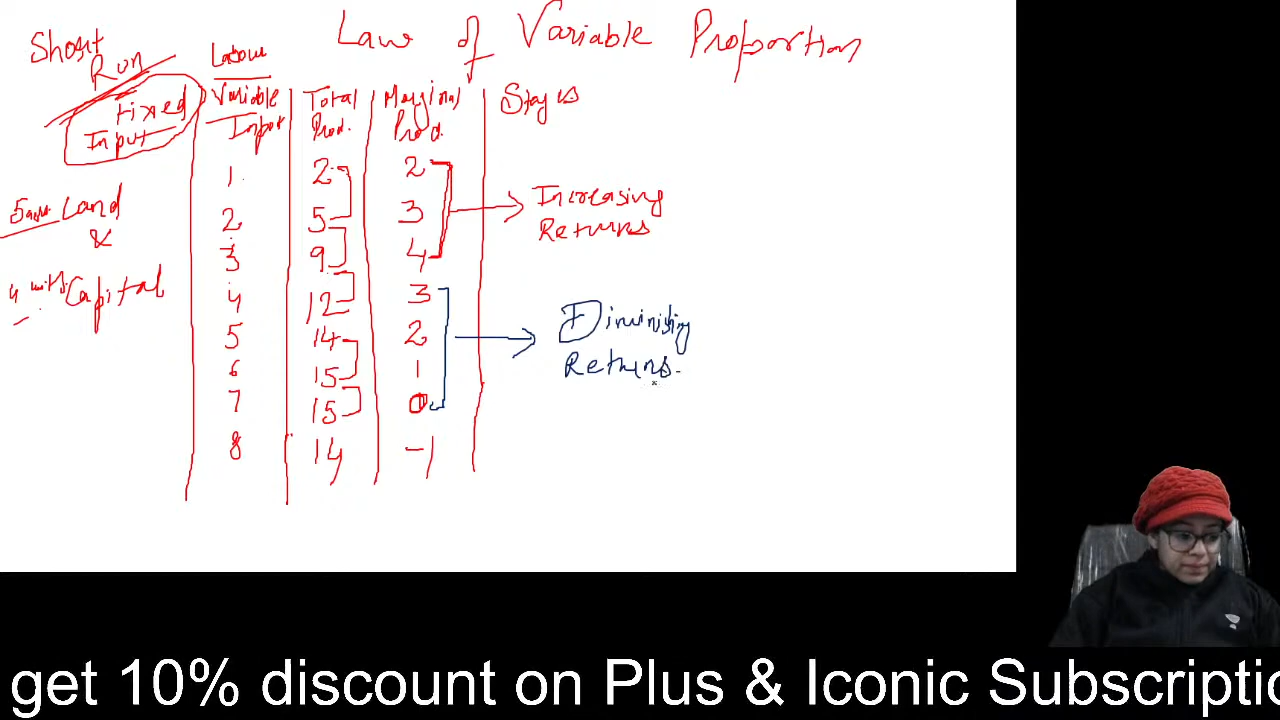 Law of Variable Proportion
Short
Run
Fixed
Input
Labour
Variable
Input
Total
Prod.
Marginal
Prod.
Stages
1 2 2
2 5 3
3 9 4
4 12 3
5 14 2
6 15 1
7 15 0
8 14 -1
Land
&
4 units Capital
Increasing
Returns
Diminishing
Returns.
get 10% discount on Plus & Iconic Subscriptio